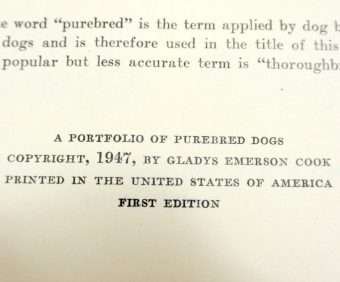 e word “purebred” is the term applied by dog b
dogs and is therefore used in the title of this
popular but less accurate term is “thoroughb
A PORTFOLIO OF PUREBRED DOGS
COPYRIGHT, 1947, BY GLADYS EMERSON COOK
PRINTED IN THE UNITED STATES OF AMERICA
FIRST EDITION